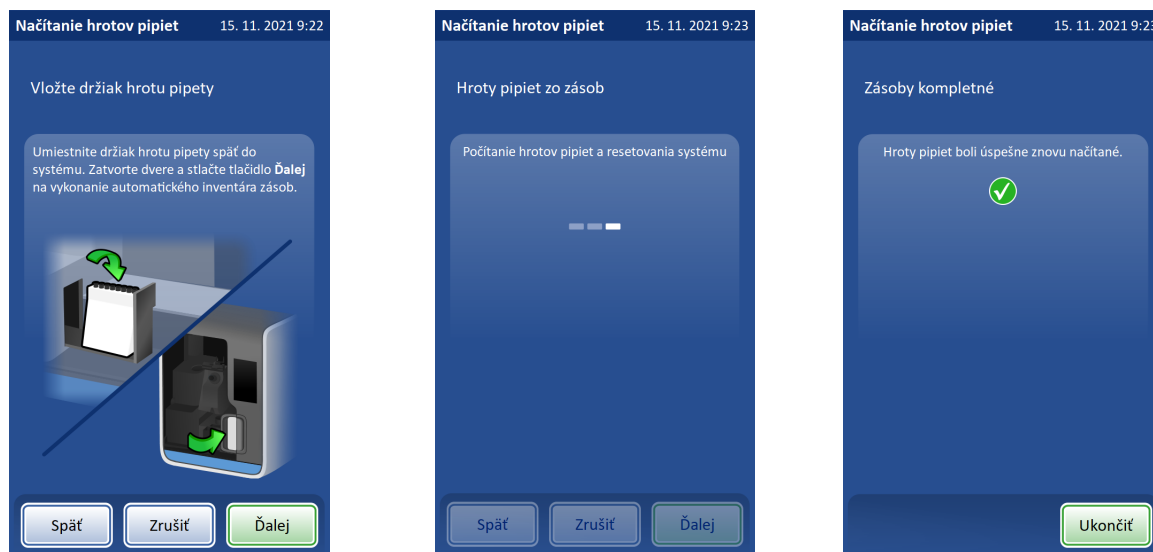 Načítanie hrotov pipiet 15. 11. 2021 9:22
Vložte držiak hrotu pipety
Umiestnite držiak hrotu pipety späť do
systému. Zatvorte dvere a stlačte tlačidlo Ďalej
na vykonanie automatického inventára zásob.
Späť Zrušiť Ďalej
Načítanie hrotov pipiet 15. 11. 2021 9:23
Hroty pipiet zo zásob
Počítanie hrotov pipiet a resetovania systému
Späť Zrušiť Ďalej
Načítanie hrotov pipiet 15. 11. 2021 9:23
Zásoby kompletné
Hroty pipiet boli úspešne znovu načítané.
Ukončiť